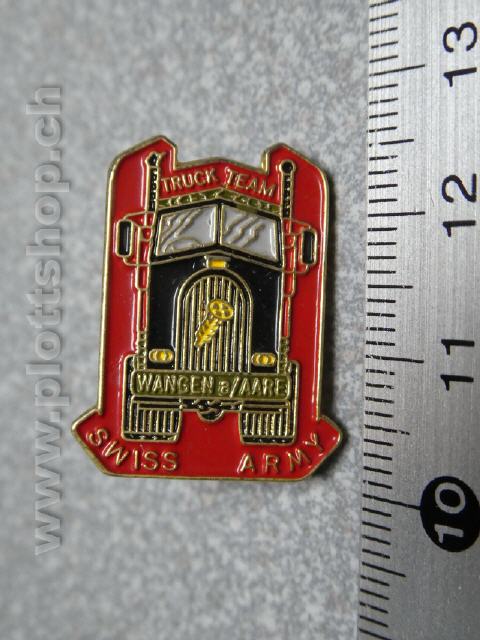 TRUCK TEAM
WANGEN a/AARE
SWISS ARMY
www.plottshop.ch
13
12
11
10